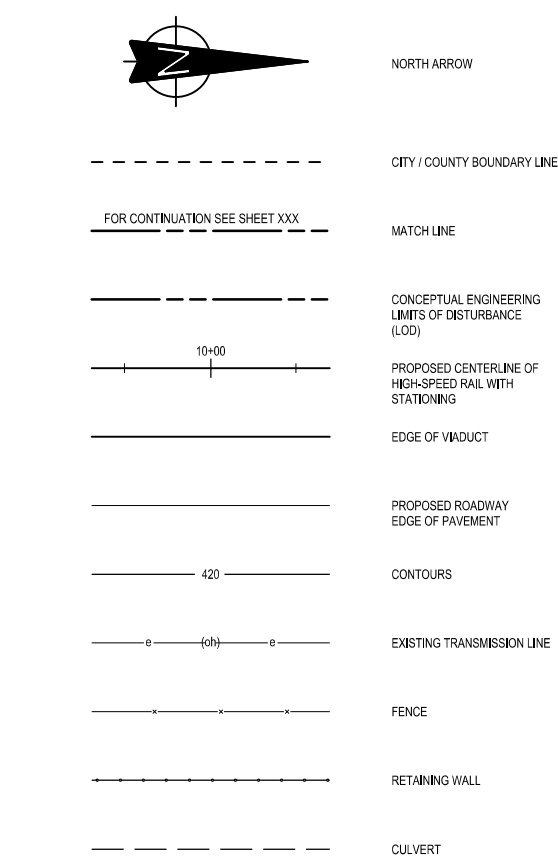 N
NORTH ARROW
CITY / COUNTY BOUNDARY LINE
FOR CONTINUATION SEE SHEET XXX
MATCH LINE
CONCEPTUAL ENGINEERING
LIMITS OF DISTURBANCE
(LOD)
10+00
PROPOSED CENTERLINE OF
HIGH-SPEED RAIL WITH
STATIONING
EDGE OF VIADUCT
PROPOSED ROADWAY
EDGE OF PAVEMENT
420
CONTOURS
e (oh) e
EXISTING TRANSMISSION LINE
FENCE
RETAINING WALL
CULVERT